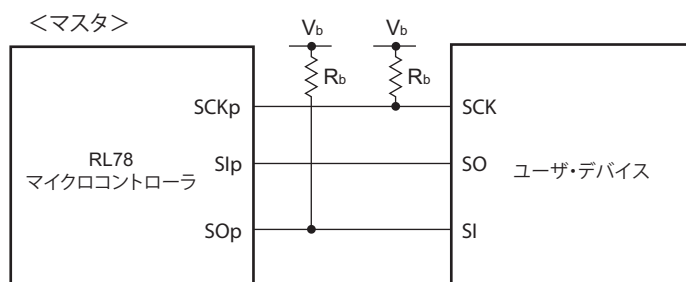 ＜マスタ＞
Vb
Vb
Rb
Rb
SCKp
SCK
RL78
マイクロコントローラ
SIp
SO
ユーザ・デバイス
SOp
SI